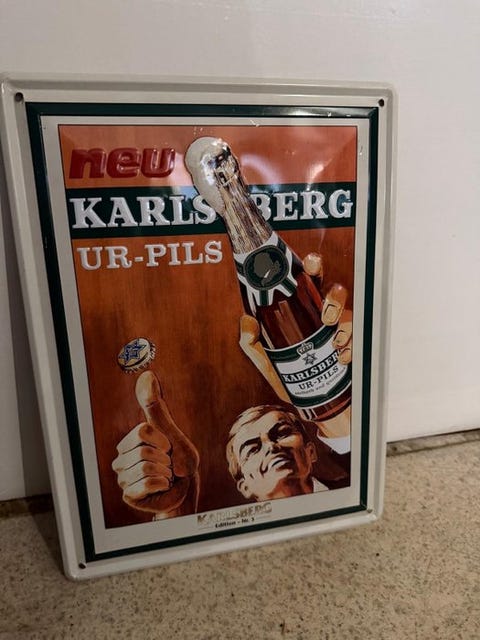 neu
KARLSBERG
UR-PILS
KARLSBERG
UR-PILS
KARLSBERG
Edition - Nr. 3